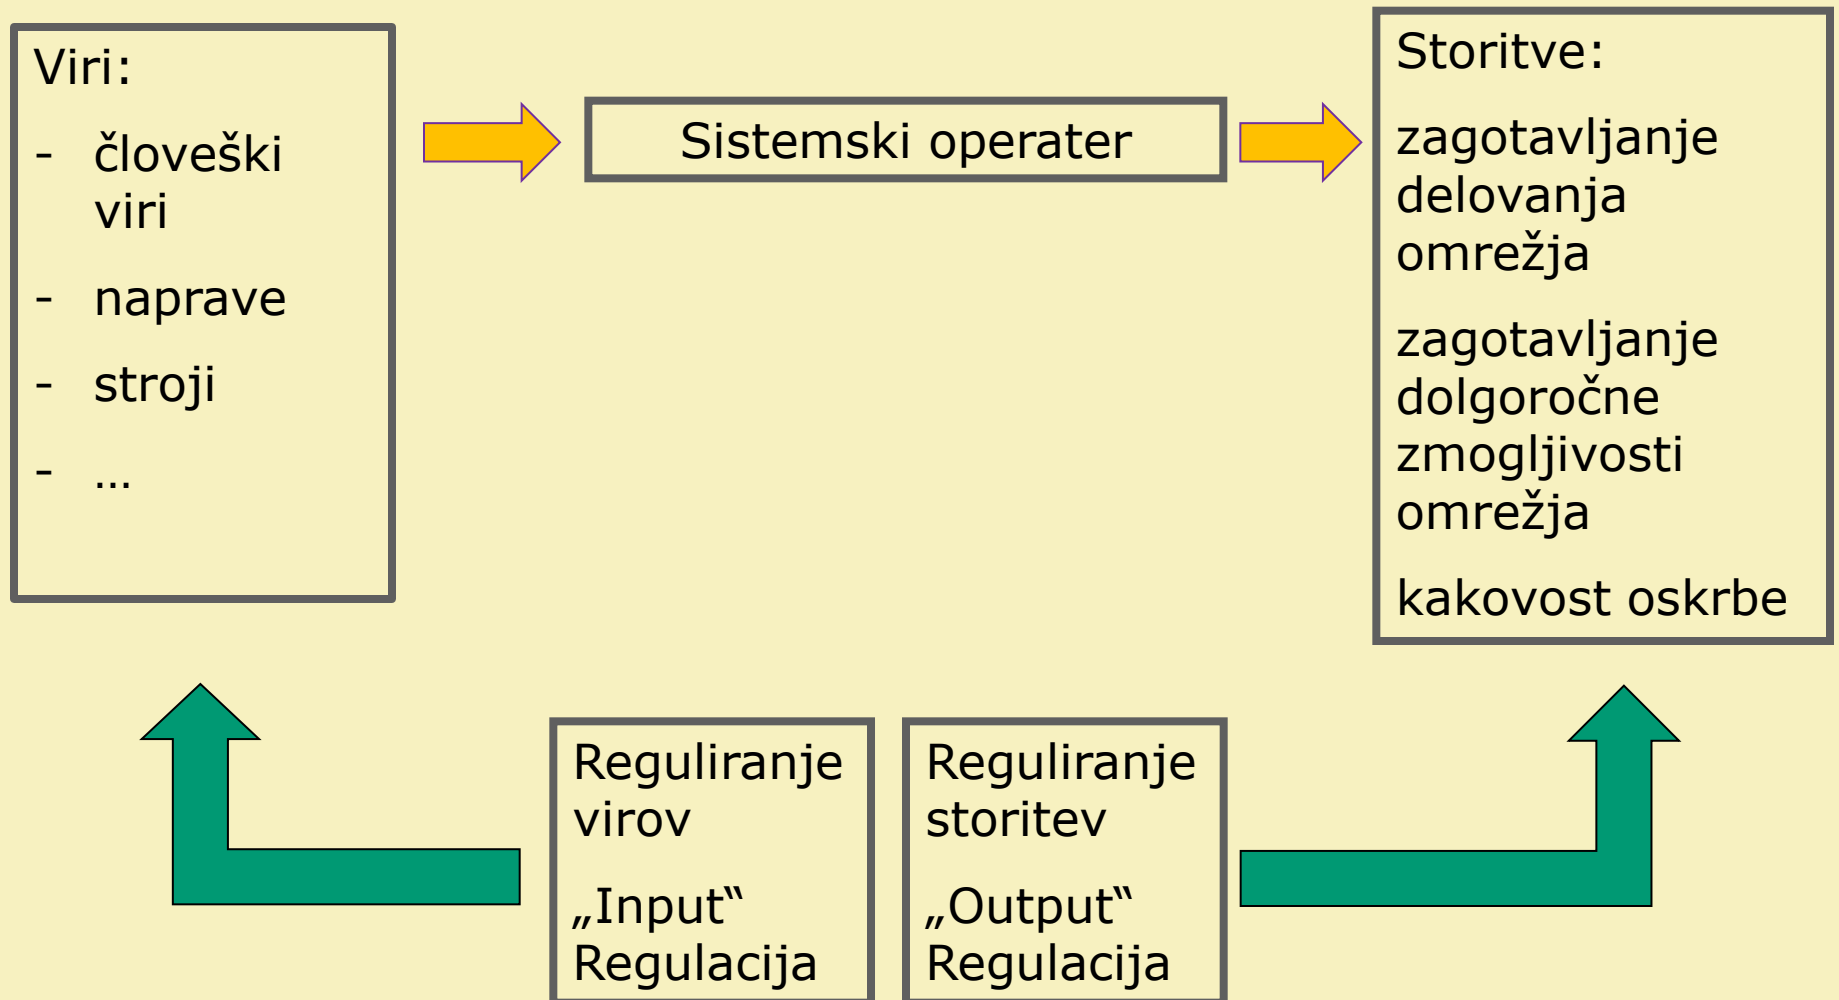 Viri:
- človeški
viri
- naprave
- stroji
- …
Sistemski operater
Storitve:
zagotavljanje
delovanja
omrežja
zagotavljanje
dolgoročne
zmogljivosti
omrežja
kakovost oskrbe
Reguliranje
virov
„Input“
Regulacija
Reguliranje
storitev
„Output“
Regulacija